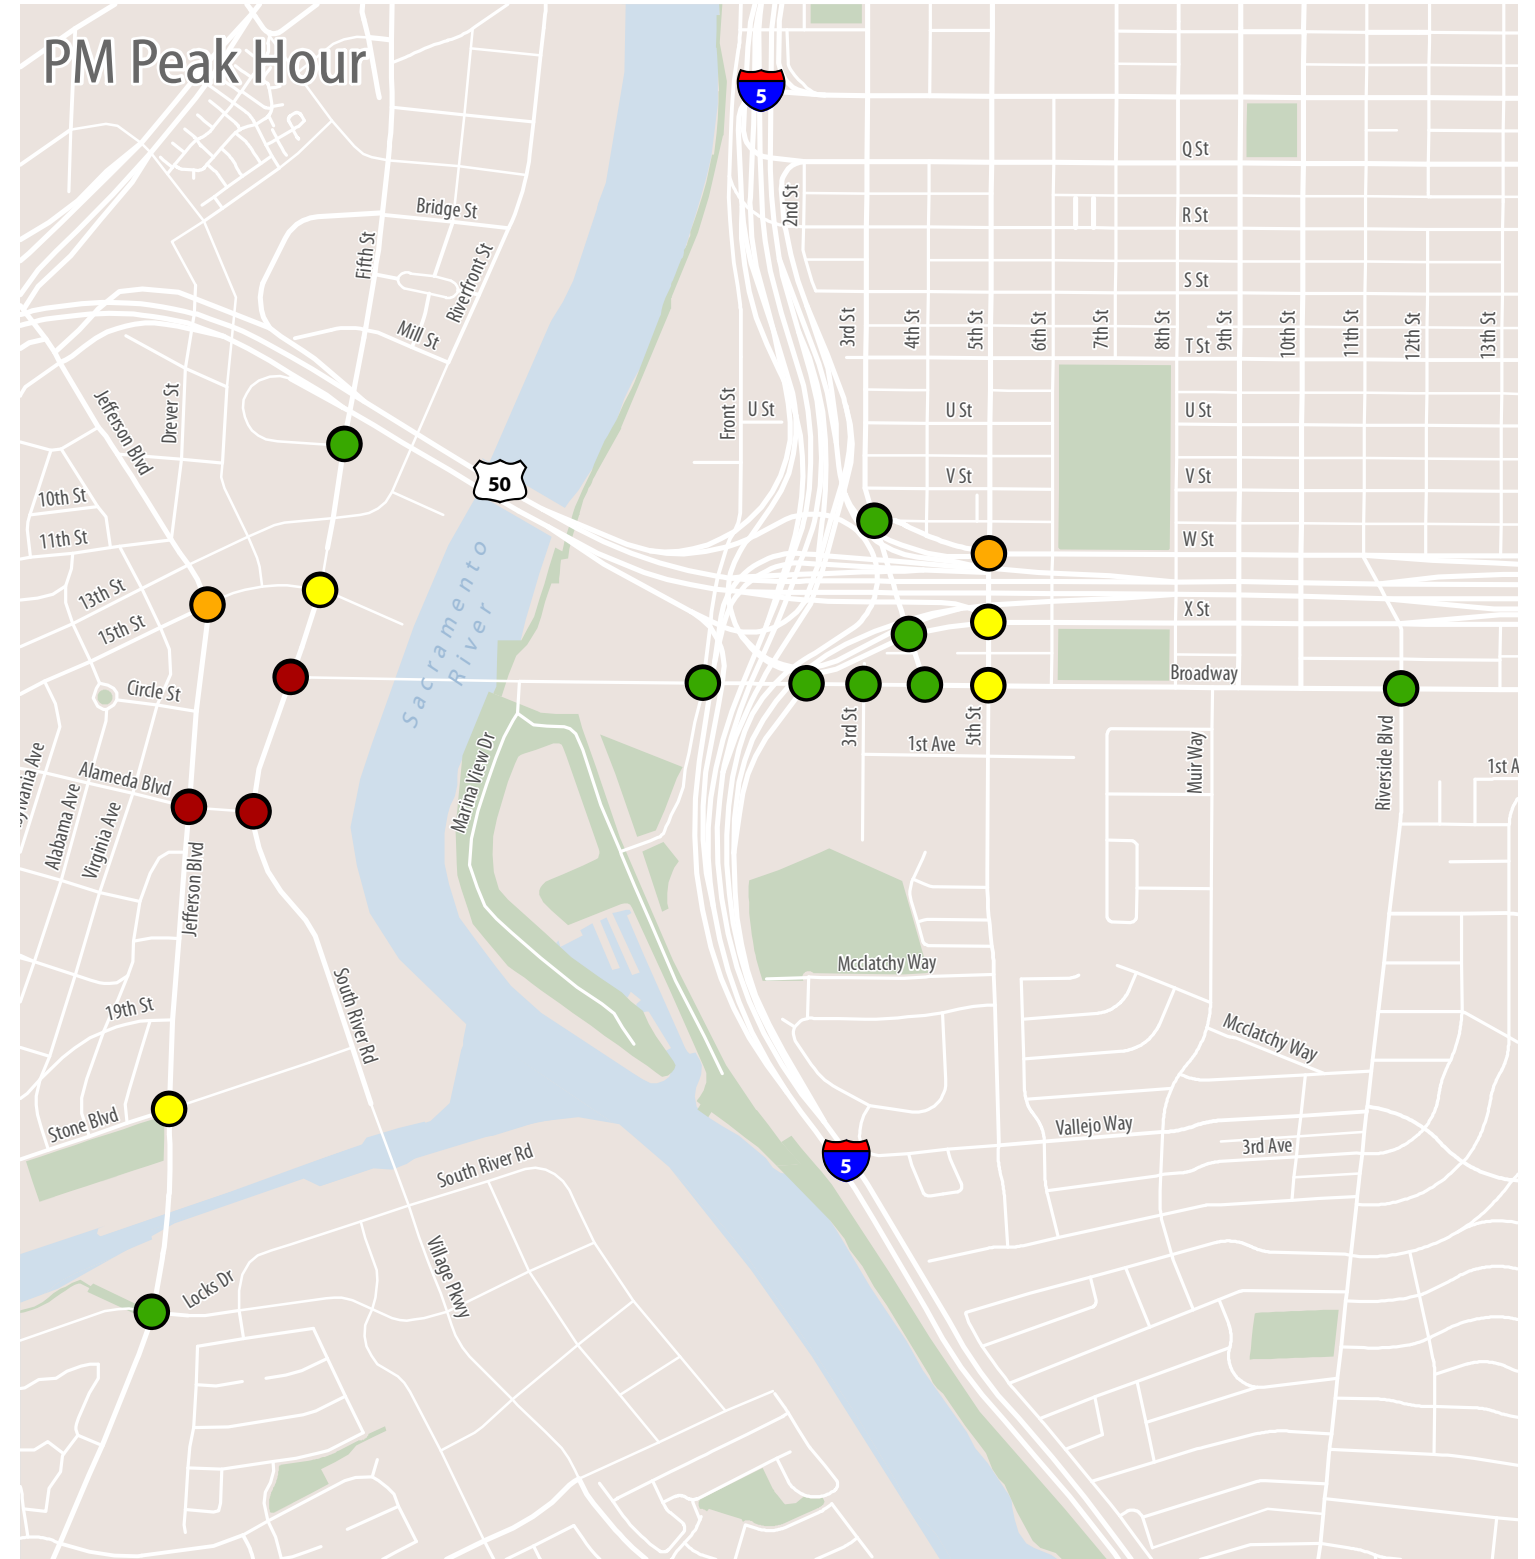 PM Peak Hour
5
Q St
2nd St
R St
Bridge St
Fifth St
Riverfront St
S St
Mill St
3rd St
4th St
5th St
6th St
7th St
8th St
9th St
10th St
11th St
12th St
13th St
T St
Jefferson Blvd
Drever St
Front St
U St
U St
U St
V St
V St
50
10th St
11th St
W St
13th St
15th St
X St
Sacramento
River
Circle St
Broadway
3rd St
5th St
1st Ave
Muir Way
Riverside Blvd
1st A
Marina View Dr
Alameda Blvd
ylvania Ave
Alabama Ave
Virginia Ave
Jefferson Blvd
Mcclatchy Way
South River Rd
19th St
Mcclatchy Way
Stone Blvd
Vallejo Way
3rd Ave
5
South River Rd
Village Pkwy
Locks Dr